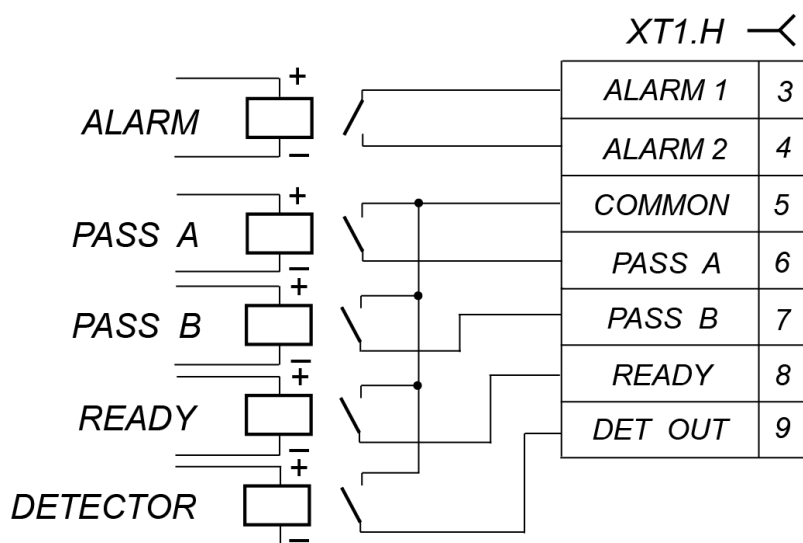 XT1.H
+
ALARM
−
ALARM 1 3
ALARM 2 4
+
PASS A
−
COMMON 5
PASS A 6
+
PASS B
−
PASS B 7
+
READY
−
READY 8
+
DETECTOR
−
DET OUT 9